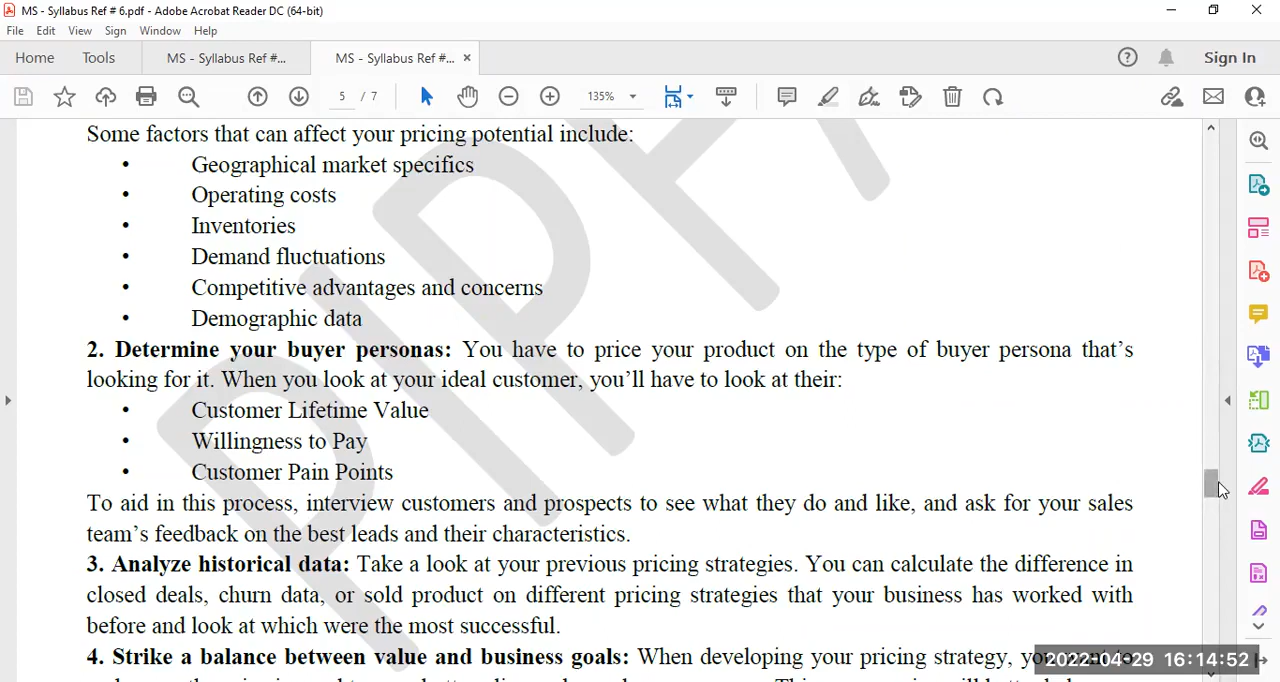 MS - Syllabus Ref # 6.pdf - Adobe Acrobat Reader DC (64-bit)
File Edit View Sign Window Help
Home Tools MS - Syllabus Ref #... MS - Syllabus Ref #... × Sign In
5 / 7 135%
Some factors that can affect your pricing potential include:
• Geographical market specifics
• Operating costs
• Inventories
• Demand fluctuations
• Competitive advantages and concerns
• Demographic data
2. Determine your buyer personas: You have to price your product on the type of buyer persona that's
looking for it. When you look at your ideal customer, you'll have to look at their:
• Customer Lifetime Value
• Willingness to Pay
• Customer Pain Points
To aid in this process, interview customers and prospects to see what they do and like, and ask for your sales
team's feedback on the best leads and their characteristics.
3. Analyze historical data: Take a look at your previous pricing strategies. You can calculate the difference in
closed deals, churn data, or sold product on different pricing strategies that your business has worked with
before and look at which were the most successful.
4. Strike a balance between value and business goals: When developing your pricing strategy, you want to
2022-04-29 16:14:52
PIPFA